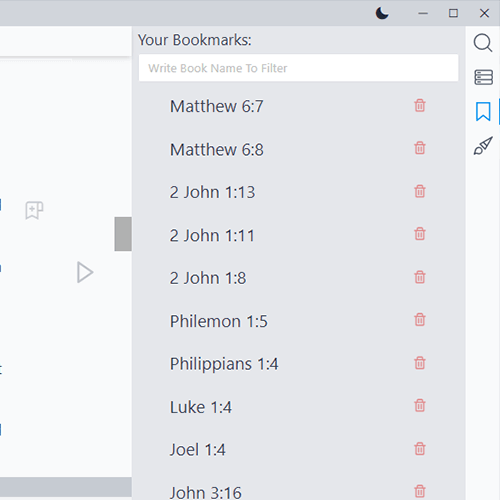 Your Bookmarks:
Write Book Name To Filter
Matthew 6:7
Matthew 6:8
2 John 1:13
2 John 1:11
2 John 1:8
Philemon 1:5
Philippians 1:4
Luke 1:4
Joel 1:4
John 3:16